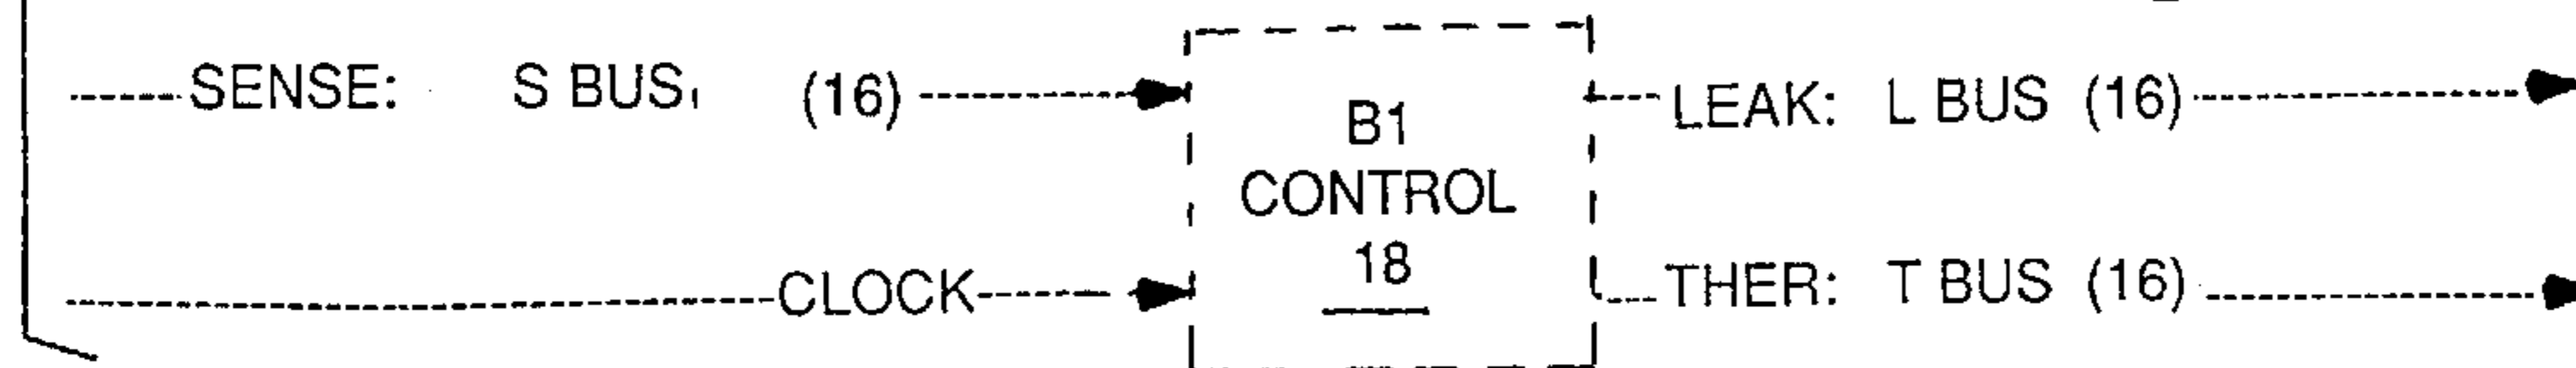 SENSE: S BUS, (16)
B1
CONTROL
18
LEAK: L BUS (16)
CLOCK
THER: T BUS (16)